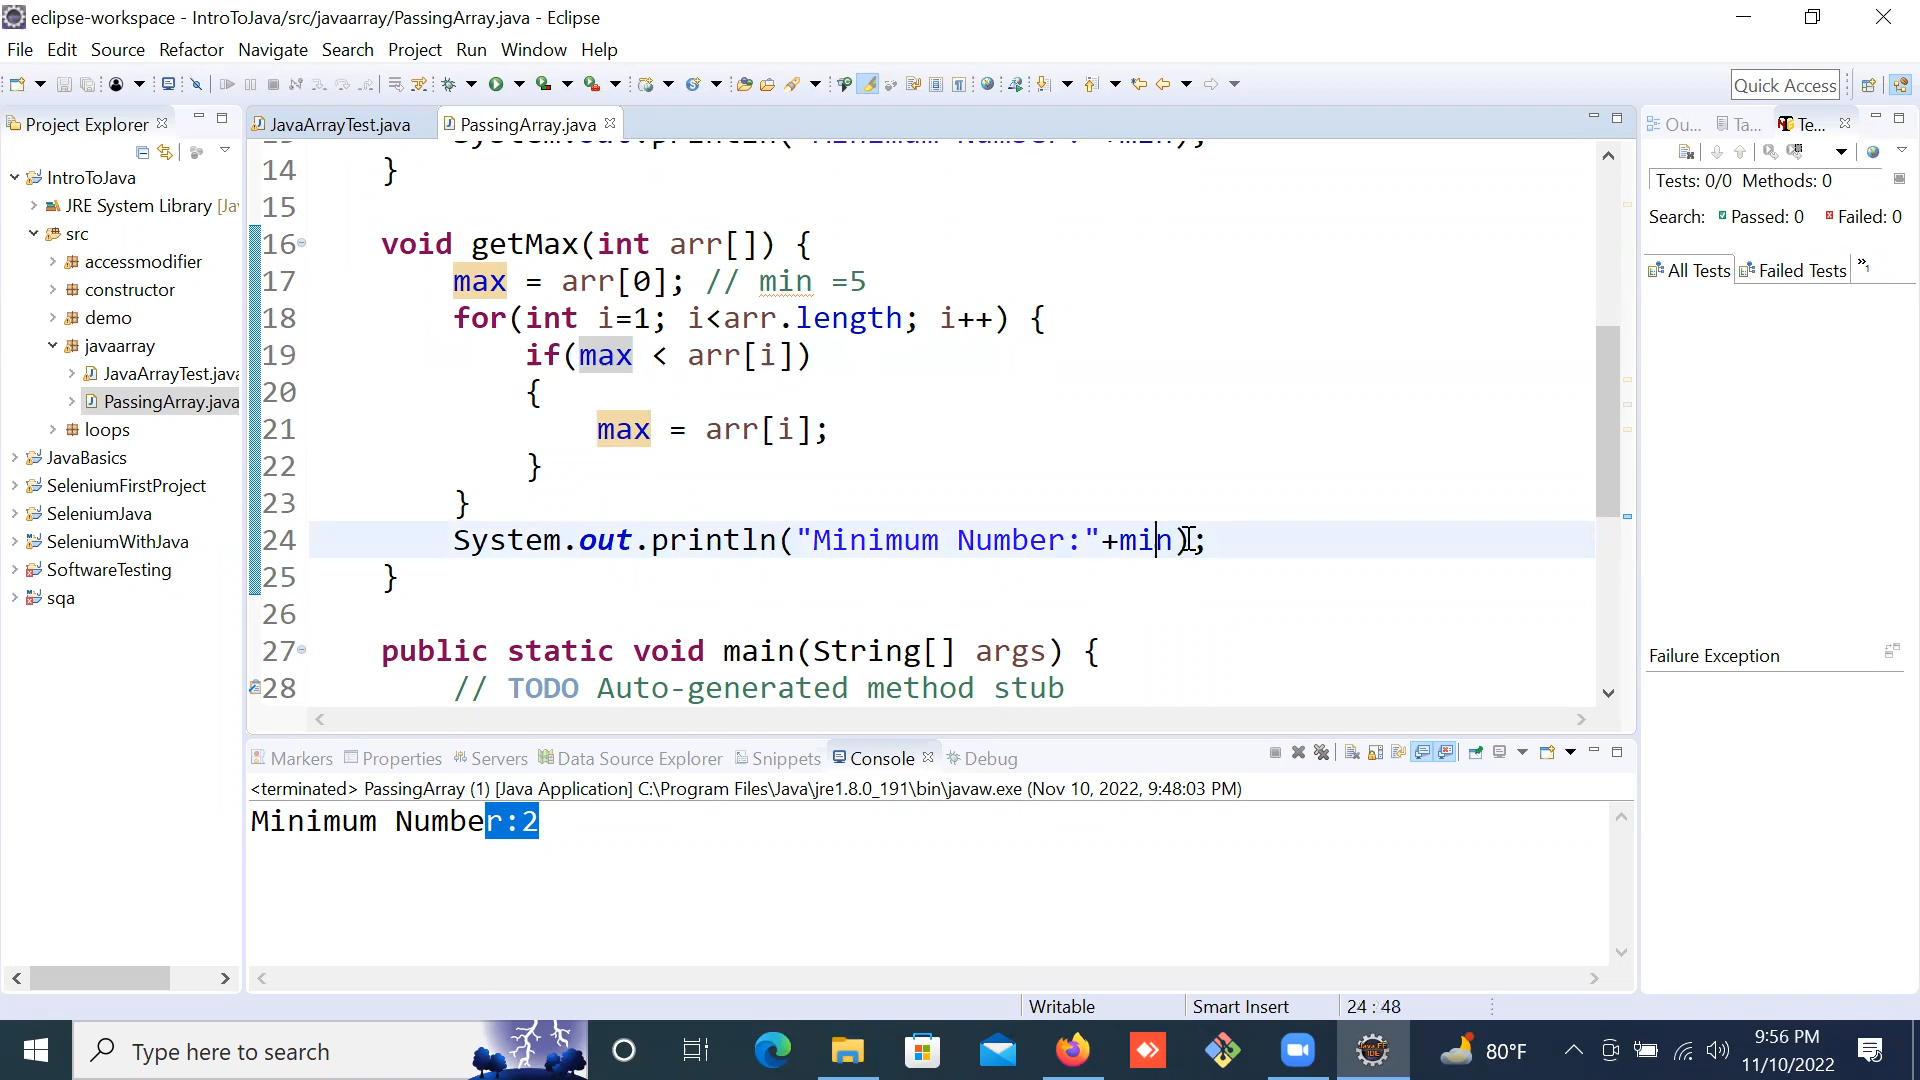 eclipse-workspace - IntroToJava/src/javaarray/PassingArray.java - Eclipse
File Edit Source Refactor Navigate Search Project Run Window Help
Quick Access
Project Explorer
IntroToJava
JRE System Library [Jav
src
accessmodifier
constructor
demo
javaarray
JavaArrayTest.java
PassingArray.java
loops
JavaBasics
SeleniumFirstProject
SeleniumJava
SeleniumWithJava
SoftwareTesting
sqa
JavaArrayTest.java PassingArray.java
14 }
15
16 void getMax(int arr[]) {
17 max = arr[0]; // min =5
18 for(int i=1; i<arr.length; i++) {
19 if(max < arr[i])
20 {
21 max = arr[i];
22 }
23 }
24 System.out.println("Minimum Number:"+min);
25 }
26
27 public static void main(String[] args) {
28 // TODO Auto-generated method stub
Markers Properties Servers Data Source Explorer Snippets Console Debug
<terminated> PassingArray (1) [Java Application] C:\Program Files\Java\jre1.8.0_191\bin\javaw.exe (Nov 10, 2022, 9:48:03 PM)
Minimum Number:2
Ou... Ta... Te...
Tests: 0/0 Methods: 0
Search: Passed: 0 Failed: 0
All Tests Failed Tests »1
Failure Exception
Writable Smart Insert 24 : 48
Type here to search
80°F
9:56 PM
11/10/2022